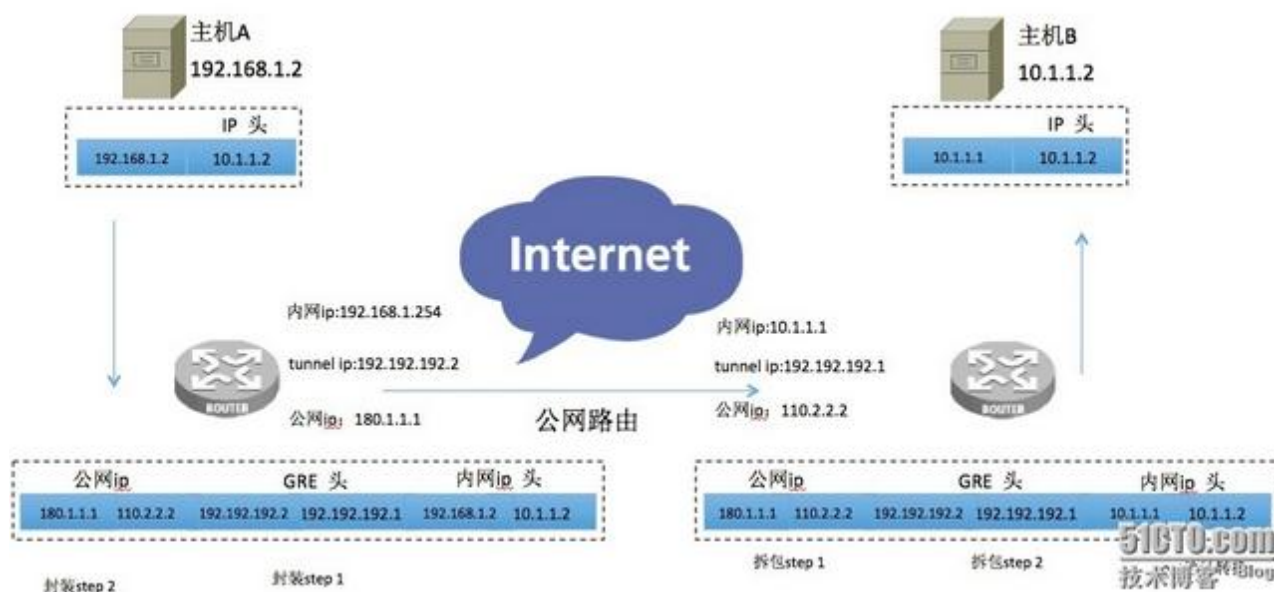 主机A
192.168.1.2
IP 头
192.168.1.2 10.1.1.2
主机B
10.1.1.2
IP 头
10.1.1.1 10.1.1.2
Internet
内网ip:192.168.1.254
tunnel ip:192.192.192.2
公网ip: 180.1.1.1
ROUTER
公网路由
内网ip:10.1.1.1
tunnel ip:192.192.192.1
公网ip: 110.2.2.2
ROUTER
公网ip GRE 头 内网ip 头
180.1.1.1 110.2.2.2 192.192.192.2 192.192.192.1 192.168.1.2 10.1.1.2
封装step 2 封装step 1
公网ip GRE 头 内网ip 头
180.1.1.1 110.2.2.2 192.192.192.2 192.192.192.1 10.1.1.1 10.1.1.2
拆包step 1 拆包step 2
51CTO.com
技术博客 Blog